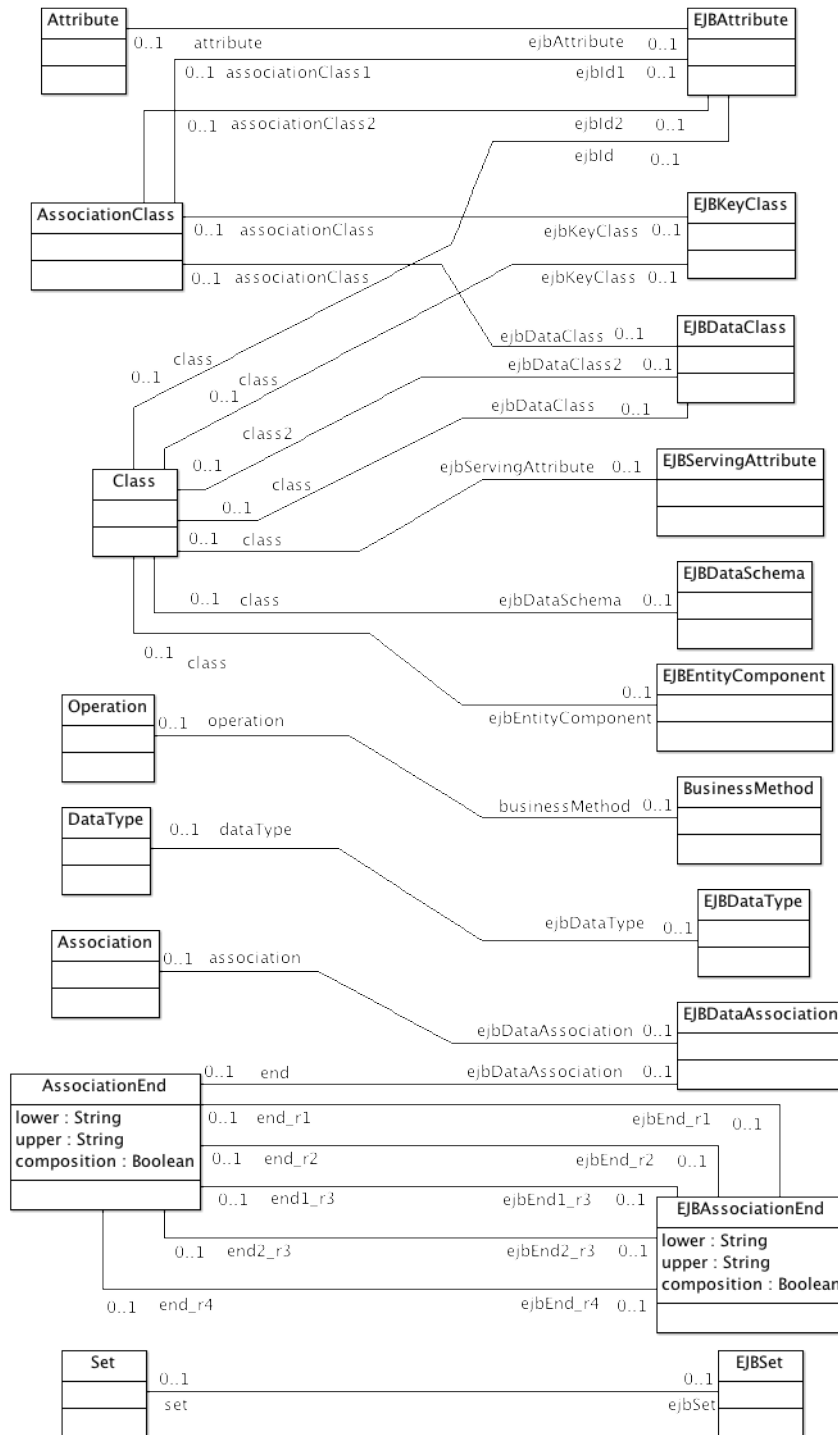 Attribute
EJBAttribute
0..1 attribute
ejbAttribute 0..1
0..1 associationClass1
ejbId1 0..1
0..1 associationClass2
ejbId2 0..1
ejbId 0..1
AssociationClass
EJBKeyClass
0..1 associationClass
ejbKeyClass 0..1
0..1 associationClass
ejbKeyClass 0..1
EJBDataClass
ejbDataClass 0..1
0..1 class
ejbDataClass2 0..1
0..1 class
ejbDataClass 0..1
0..1 class2
Class
EJBServingAttribute
ejbServingAttribute 0..1
0..1 class
0..1 class
EJBDataSchema
0..1 class
ejbDataSchema 0..1
0..1 class
EJBEntityComponent
0..1
ejbEntityComponent
Operation
0..1 operation
BusinessMethod
businessMethod 0..1
DataType
0..1 dataType
EJBDataType
ejbDataType 0..1
Association
0..1 association
EJBDataAssociation
ejbDataAssociation 0..1
0..1 end
ejbDataAssociation 0..1
AssociationEnd
lower : String
upper : String
composition : Boolean
0..1 end_r1
ejbEnd_r1 0..1
0..1 end_r2
ejbEnd_r2 0..1
0..1 end1_r3
ejbEnd1_r3 0..1
EJBAssociationEnd
lower : String
upper : String
composition : Boolean
0..1 end2_r3
ejbEnd2_r3 0..1
0..1 end_r4
ejbEnd_r4 0..1
Set
EJBSet
0..1
0..1
set
ejbSet